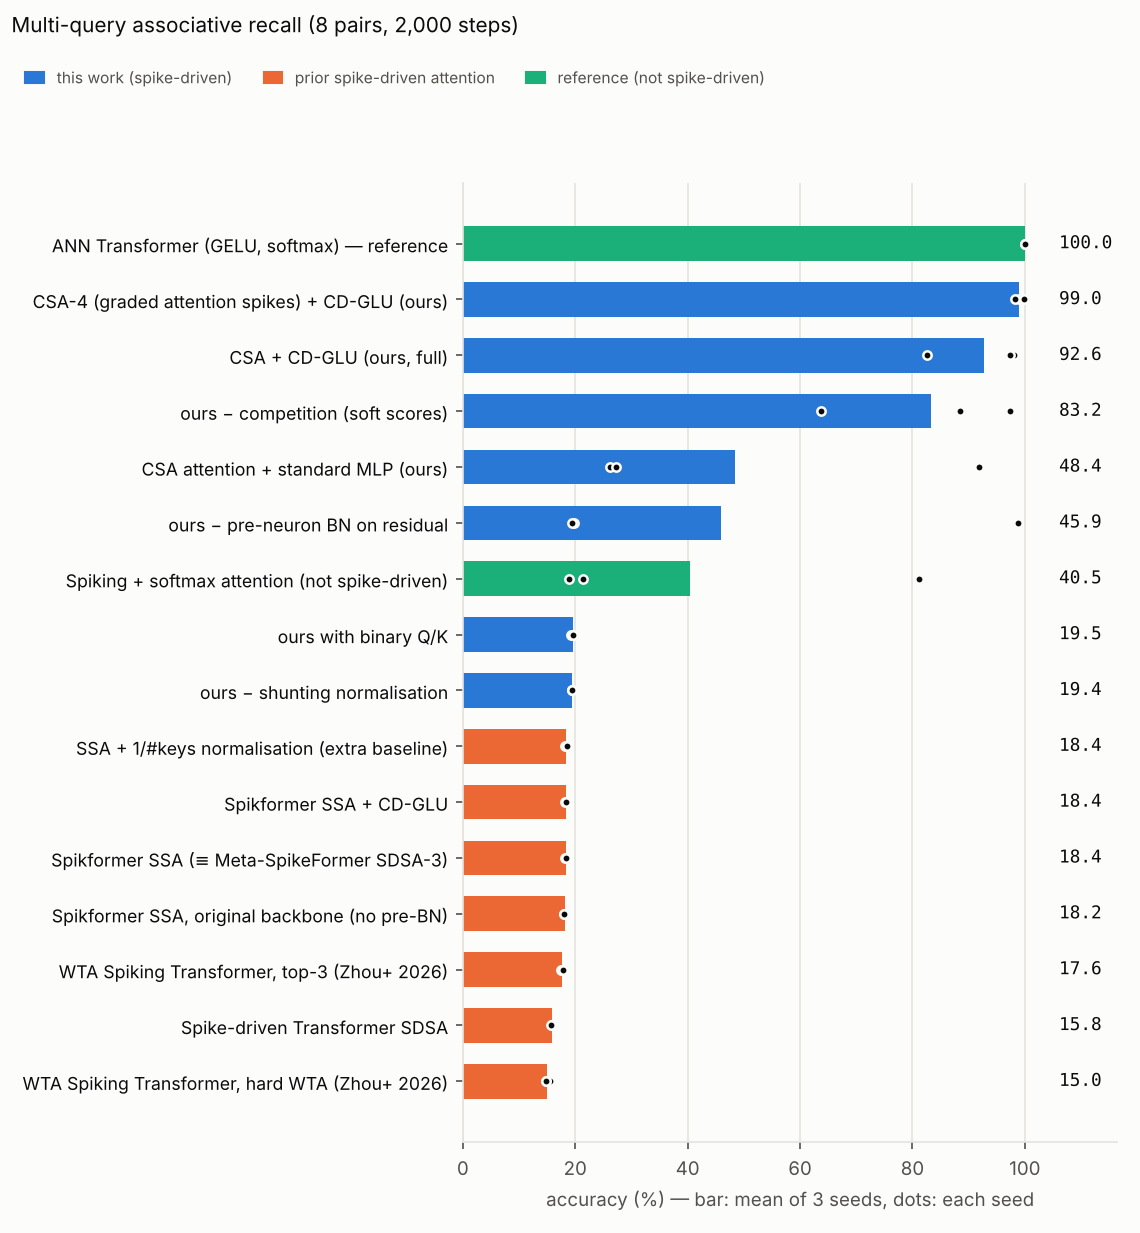 Multi-query associative recall (8 pairs, 2,000 steps)
this work (spike-driven) prior spike-driven attention reference (not spike-driven)
ANN Transformer (GELU, softmax) — reference 100.0
CSA-4 (graded attention spikes) + CD-GLU (ours) 99.0
CSA + CD-GLU (ours, full) 92.6
ours − competition (soft scores) 83.2
CSA attention + standard MLP (ours) 48.4
ours − pre-neuron BN on residual 45.9
Spiking + softmax attention (not spike-driven) 40.5
ours with binary Q/K 19.5
ours − shunting normalisation 19.4
SSA + 1/#keys normalisation (extra baseline) 18.4
Spikformer SSA + CD-GLU 18.4
Spikformer SSA (≡ Meta-SpikeFormer SDSA-3) 18.4
Spikformer SSA, original backbone (no pre-BN) 18.2
WTA Spiking Transformer, top-3 (Zhou+ 2026) 17.6
Spike-driven Transformer SDSA 15.8
WTA Spiking Transformer, hard WTA (Zhou+ 2026) 15.0
0 20 40 60 80 100
accuracy (%) — bar: mean of 3 seeds, dots: each seed